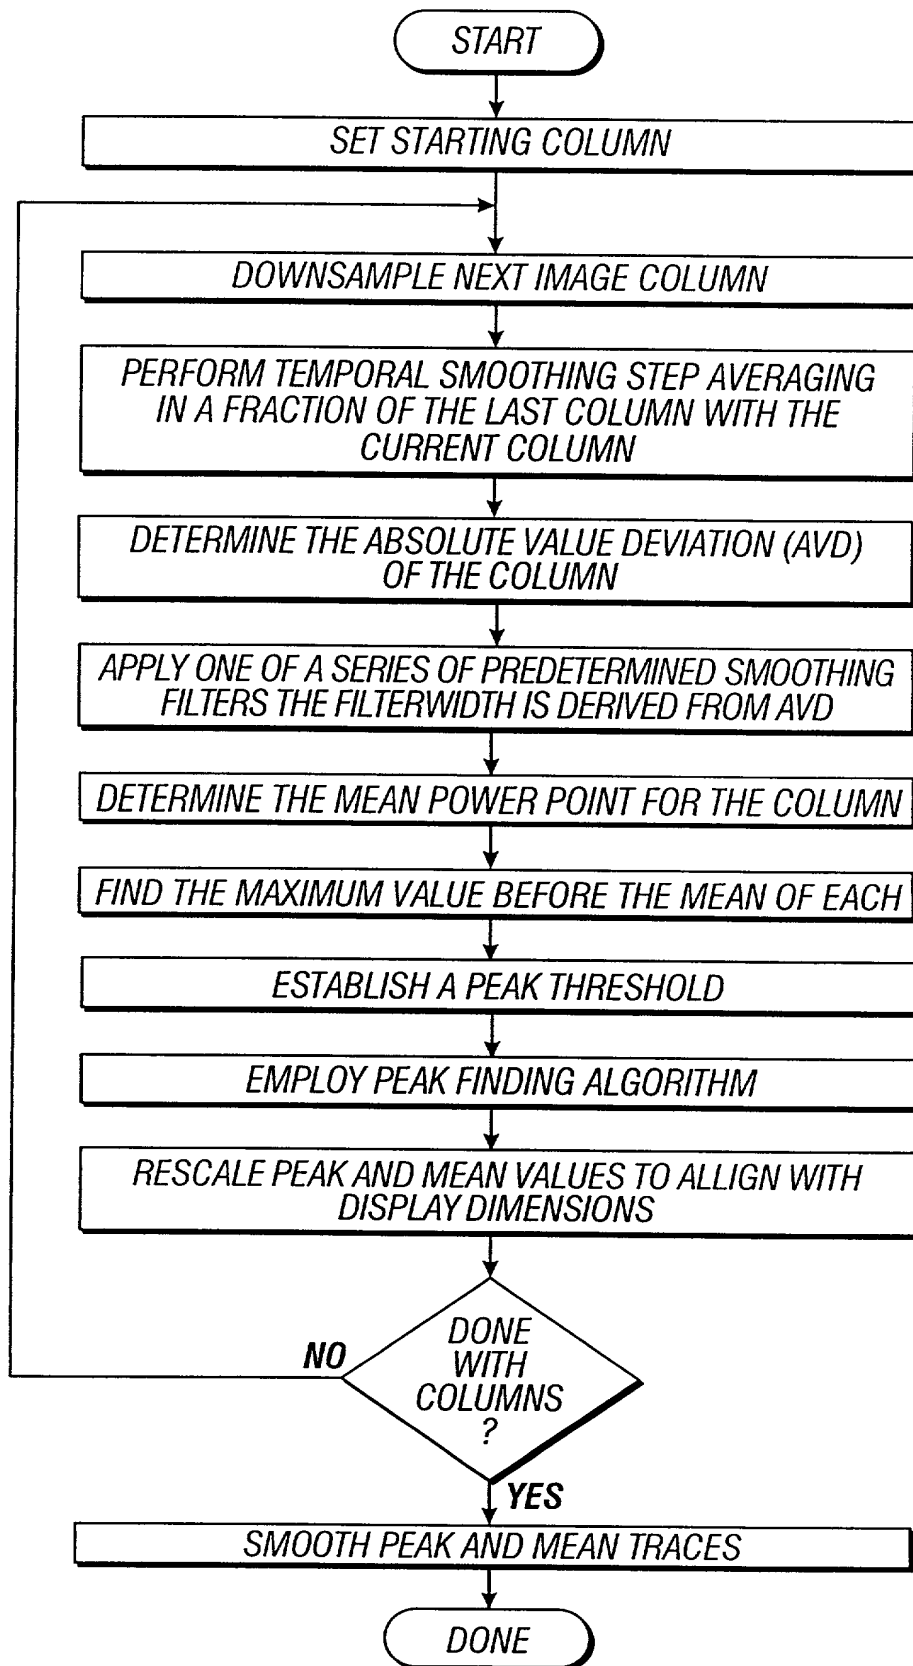 START
SET STARTING COLUMN
DOWNSAMPLE NEXT IMAGE COLUMN
PERFORM TEMPORAL SMOOTHING STEP AVERAGING
IN A FRACTION OF THE LAST COLUMN WITH THE
CURRENT COLUMN
DETERMINE THE ABSOLUTE VALUE DEVIATION (AVD)
OF THE COLUMN
APPLY ONE OF A SERIES OF PREDETERMINED SMOOTHING
FILTERS THE FILTERWIDTH IS DERIVED FROM AVD
DETERMINE THE MEAN POWER POINT FOR THE COLUMN
FIND THE MAXIMUM VALUE BEFORE THE MEAN OF EACH
ESTABLISH A PEAK THRESHOLD
EMPLOY PEAK FINDING ALGORITHM
RESCALE PEAK AND MEAN VALUES TO ALLIGN WITH
DISPLAY DIMENSIONS
DONE
WITH
COLUMNS
?
NO
YES
SMOOTH PEAK AND MEAN TRACES
DONE